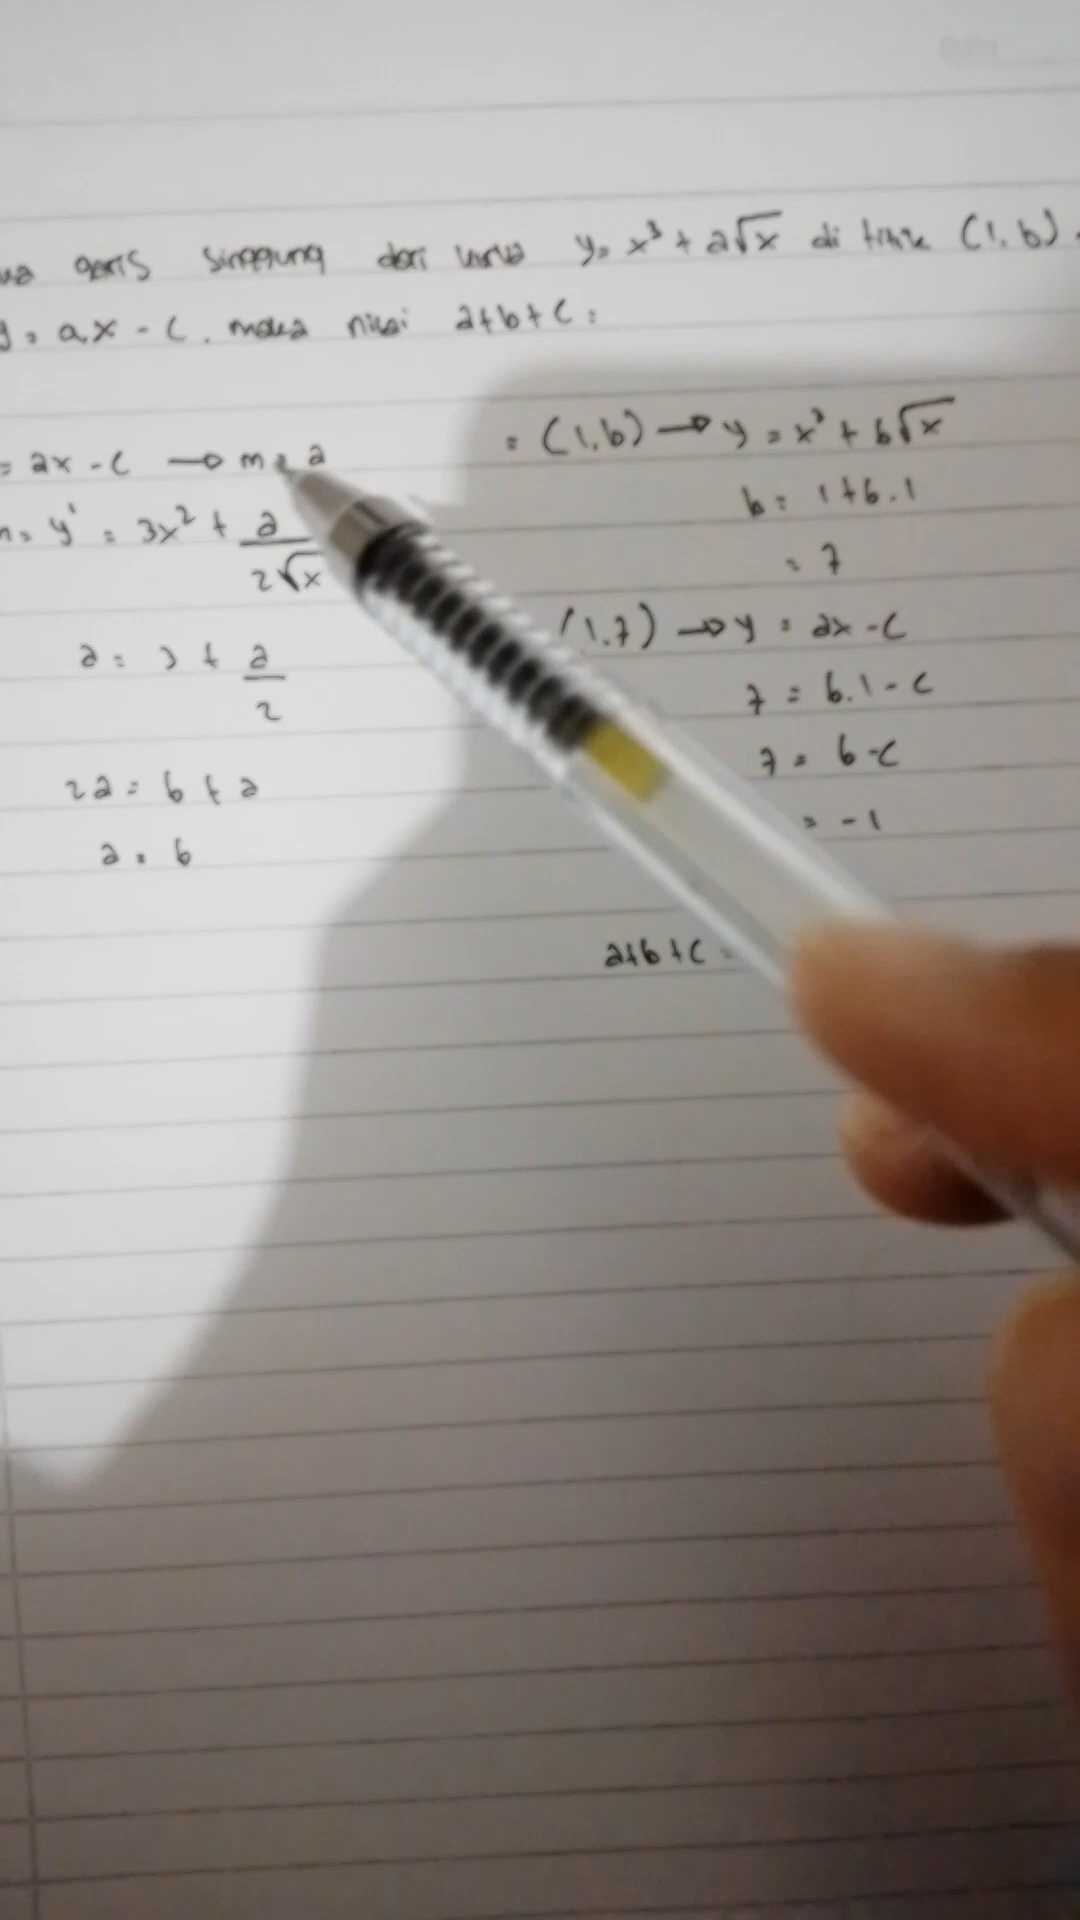 garis singgung dari kurva y = x³ + a√x di titik (1, b)
y = ax - c. maka nilai a+b+c =
= ax - c → m = a
m = y' = 3x² + a/2√x
a = 3 + a/2
2a = 6 + a
a = 6
= (1, b) → y = x³ + 6√x
b = 1 + 6.1
= 7
(1.7) → y = ax - c
7 = 6.1 - c
7 = 6 - c
= -1
a+b+c =